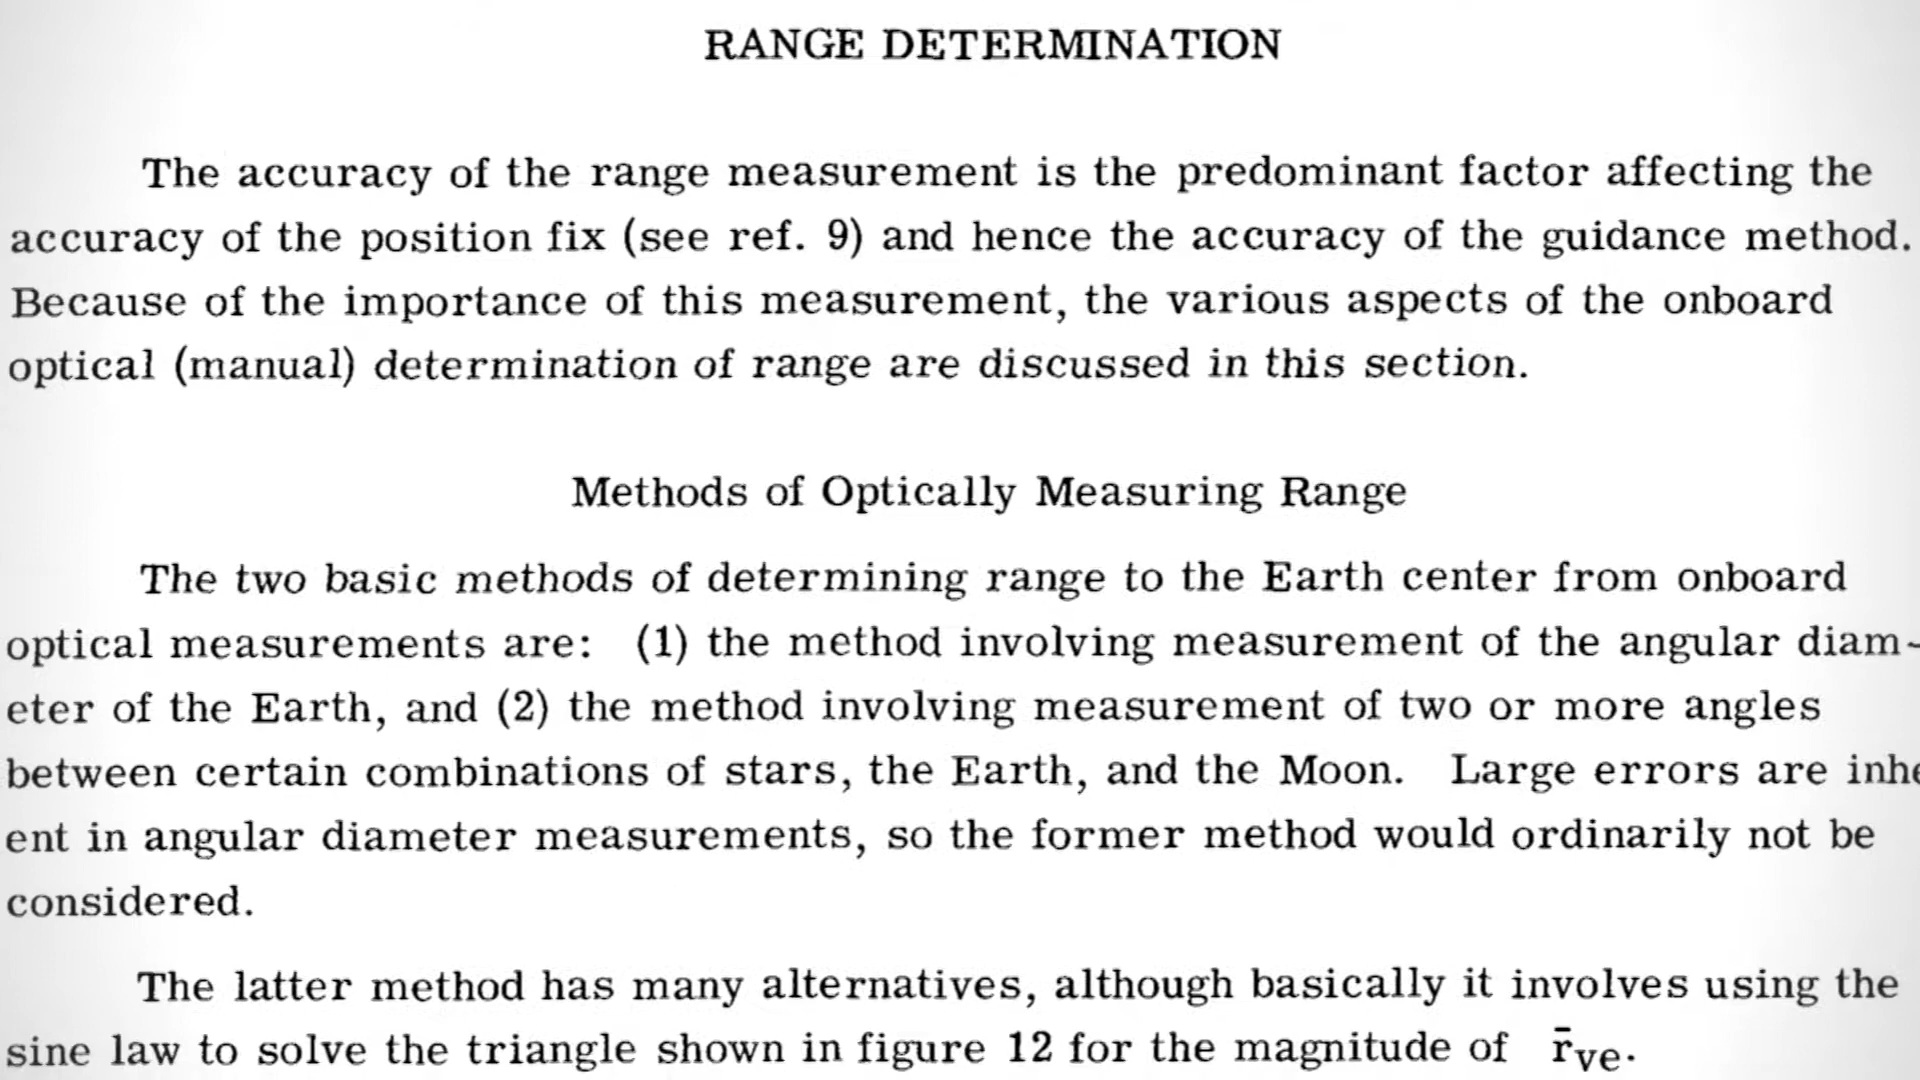 RANGE DETERMINATION
The accuracy of the range measurement is the predominant factor affecting the
accuracy of the position fix (see ref. 9) and hence the accuracy of the guidance method.
Because of the importance of this measurement, the various aspects of the onboard
optical (manual) determination of range are discussed in this section.
Methods of Optically Measuring Range
The two basic methods of determining range to the Earth center from onboard
optical measurements are: (1) the method involving measurement of the angular diam-
eter of the Earth, and (2) the method involving measurement of two or more angles
between certain combinations of stars, the Earth, and the Moon. Large errors are inhe
ent in angular diameter measurements, so the former method would ordinarily not be
considered.
The latter method has many alternatives, although basically it involves using the
sine law to solve the triangle shown in figure 12 for the magnitude of r̄ve.